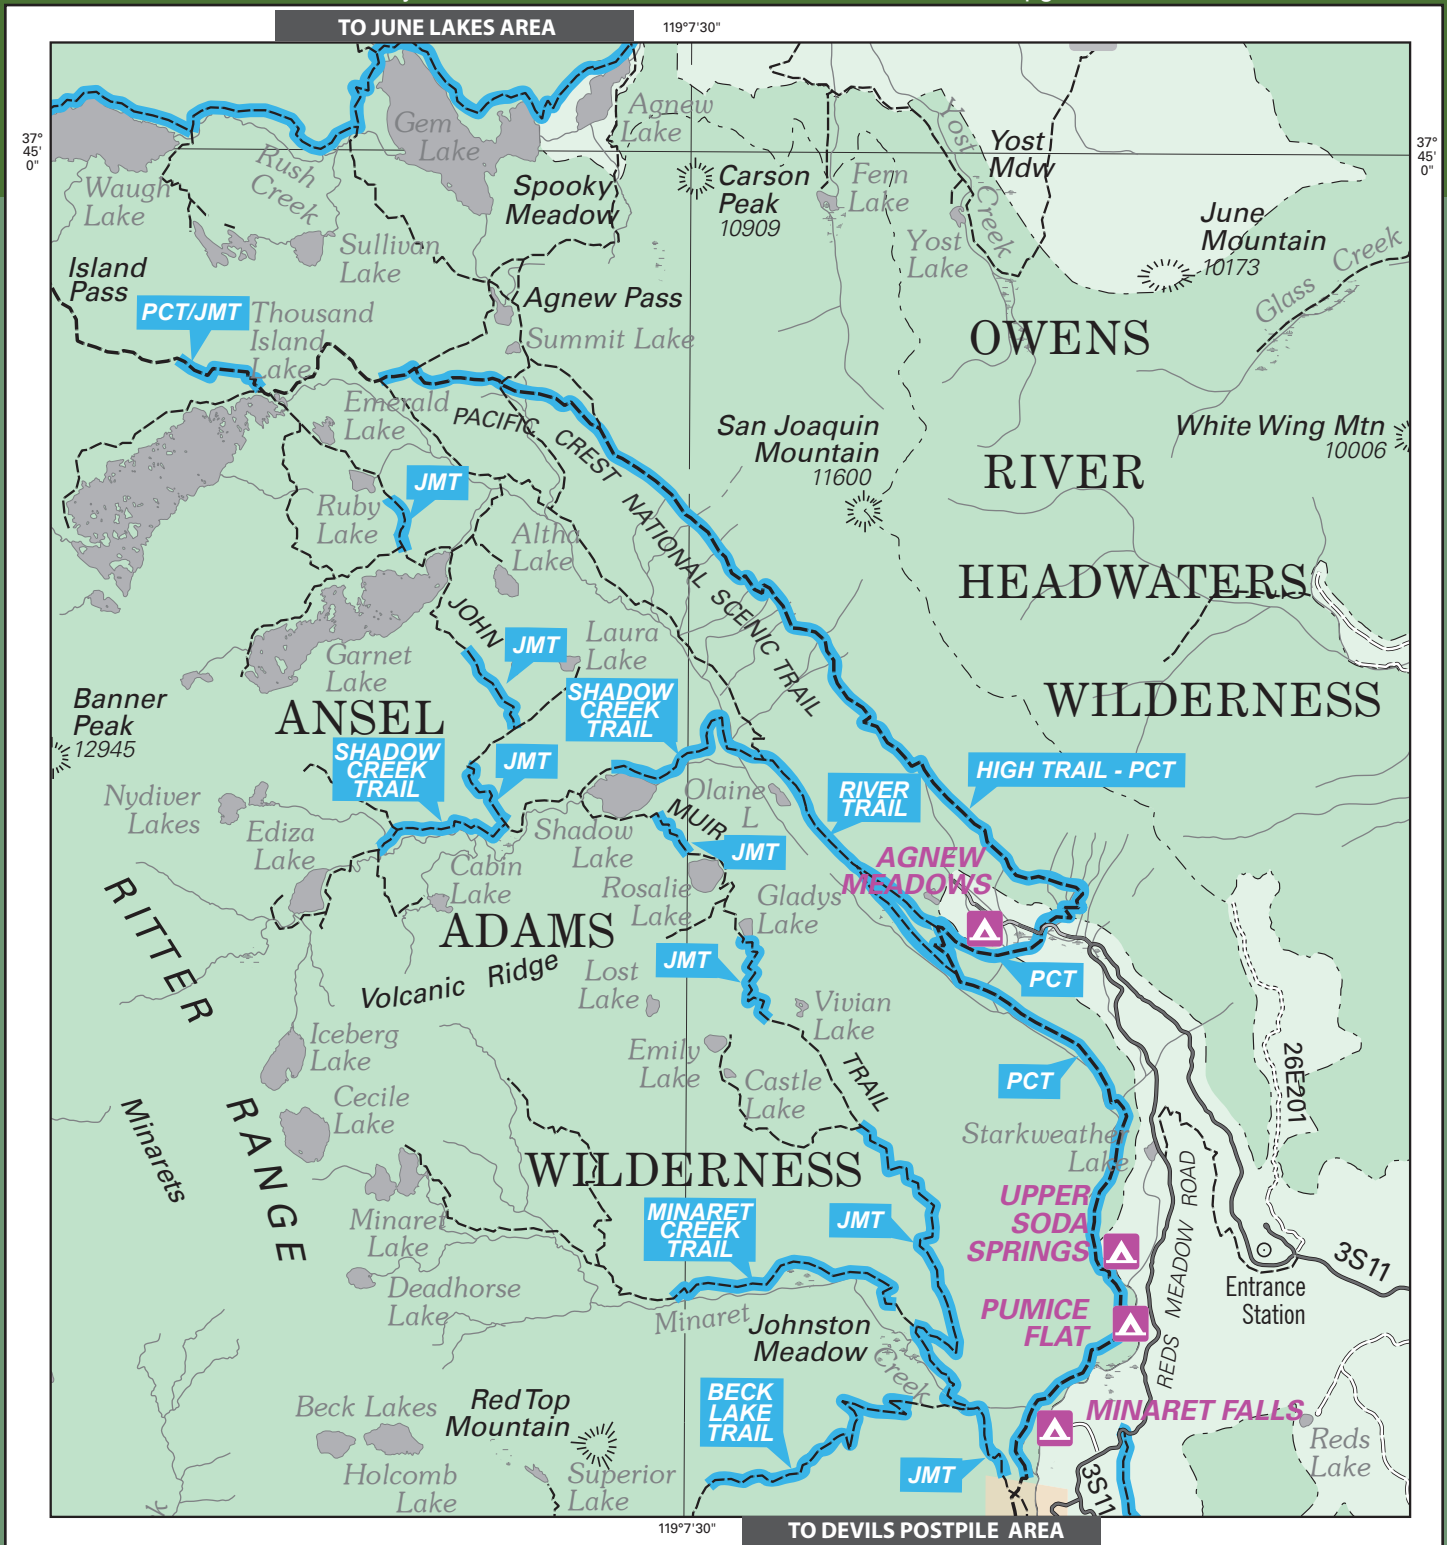 TO JUNE LAKES AREA
119°7'30"
37°
45'
0"
37°
45'
0"
Agnew
Lake
Gem
Lake
Rush
Creek
Waugh
Lake
Spooky
Meadow
Carson
Peak
10909
Fern
Lake
Yost
Creek
Yost
Mdw
Yost
Lake
June
Mountain
10173
Glass Creek
Sullivan
Lake
Island
Pass
PCT/JMT
Thousand
Island
Lake
Agnew Pass
Summit Lake
OWENS
Emerald
Lake
PACIFIC CREST NATIONAL SCENIC TRAIL
San Joaquin
Mountain
11600
White Wing Mtn
10006
RIVER
JMT
Ruby
Lake
Altha
Lake
HEADWATERS
JOHN
JMT
Laura
Lake
Garnet
Lake
SHADOW
CREEK
TRAIL
WILDERNESS
Banner
Peak
12945
ANSEL
SHADOW
CREEK
TRAIL
JMT
HIGH TRAIL - PCT
Nydiver
Lakes
Ediza
Lake
Olaine
L
RIVER
TRAIL
Shadow
Lake
MUIR
JMT
AGNEW
MEADOWS
Cabin
Lake
Rosalie
Lake
Gladys
Lake
RITTER
ADAMS
Volcanic Ridge
JMT
Lost
Lake
PCT
Vivian
Lake
Iceberg
Lake
Emily
Lake
Castle
Lake
TRAIL
PCT
26E201
Cecile
Lake
Minarets
RANGE
Starkweather
Lake
WILDERNESS
UPPER
SODA
SPRINGS
MINARET
CREEK
TRAIL
JMT
Minaret
Lake
REDS MEADOW ROAD
3S11
Entrance
Station
Deadhorse
Lake
Minaret
Creek
Johnston
Meadow
PUMICE
FLAT
BECK
LAKE
TRAIL
Beck Lakes
Red Top
Mountain
MINARET FALLS
Reds
Lake
Holcomb
Lake
Superior
Lake
JMT
3S11
119°7'30"
TO DEVILS POSTPILE AREA